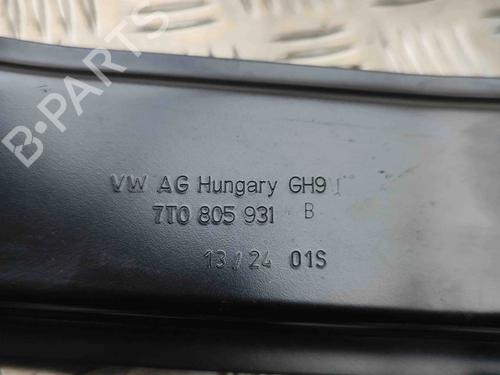 B-PARTS
VW AG Hungary GH9
7T0 805 931 B
13/24 01S